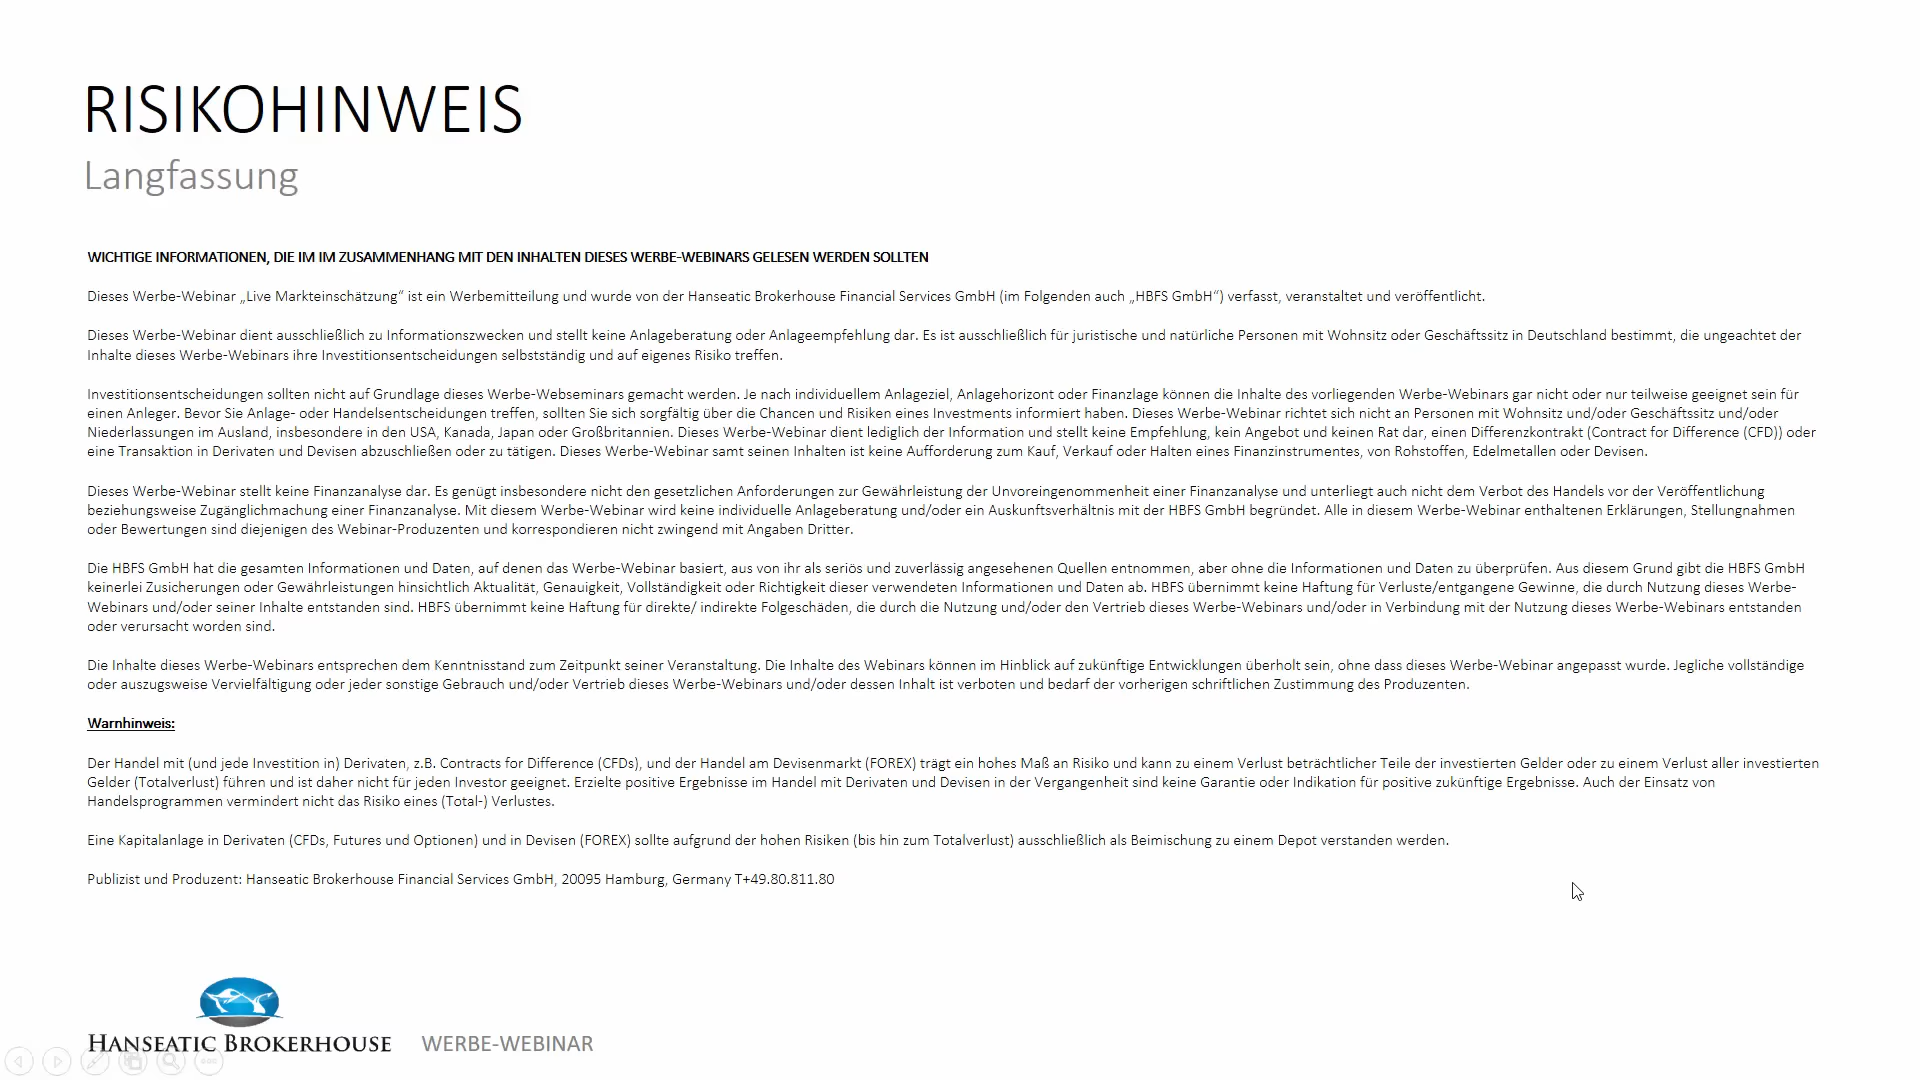 RISIKOHINWEIS
Langfassung
WICHTIGE INFORMATIONEN, DIE IM IM ZUSAMMENHANG MIT DEN INHALTEN DIESES WERBE-WEBINARS GELESEN WERDEN SOLLTEN
Dieses Werbe-Webinar „Live Markteinschätzung“ ist ein Werbemitteilung und wurde von der Hanseatic Brokerhouse Financial Services GmbH (im Folgenden auch „HBFS GmbH“) verfasst, veranstaltet und veröffentlicht.
Dieses Werbe-Webinar dient ausschließlich zu Informationszwecken und stellt keine Anlageberatung oder Anlageempfehlung dar. Es ist ausschließlich für juristische und natürliche Personen mit Wohnsitz oder Geschäftssitz in Deutschland bestimmt, die ungeachtet der
Inhalte dieses Werbe-Webinars ihre Investitionsentscheidungen selbstständig und auf eigenes Risiko treffen.
Investitionsentscheidungen sollten nicht auf Grundlage dieses Werbe-Webseminars gemacht werden. Je nach individuellem Anlageziel, Anlagehorizont oder Finanzlage können die Inhalte des vorliegenden Werbe-Webinars gar nicht oder nur teilweise geeignet sein für
einen Anleger. Bevor Sie Anlage- oder Handelsentscheidungen treffen, sollten Sie sich sorgfältig über die Chancen und Risiken eines Investments informiert haben. Dieses Werbe-Webinar richtet sich nicht an Personen mit Wohnsitz und/oder Geschäftssitz und/oder
Niederlassungen im Ausland, insbesondere in den USA, Kanada, Japan oder Großbritannien. Dieses Werbe-Webinar dient lediglich der Information und stellt keine Empfehlung, kein Angebot und keinen Rat dar, einen Differenzkontrakt (Contract for Difference (CFD)) oder
eine Transaktion in Derivaten und Devisen abzuschließen oder zu tätigen. Dieses Werbe-Webinar samt seinen Inhalten ist keine Aufforderung zum Kauf, Verkauf oder Halten eines Finanzinstrumentes, von Rohstoffen, Edelmetallen oder Devisen.
Dieses Werbe-Webinar stellt keine Finanzanalyse dar. Es genügt insbesondere nicht den gesetzlichen Anforderungen zur Gewährleistung der Unvoreingenommenheit einer Finanzanalyse und unterliegt auch nicht dem Verbot des Handels vor der Veröffentlichung
beziehungsweise Zugänglichmachung einer Finanzanalyse. Mit diesem Werbe-Webinar wird keine individuelle Anlageberatung und/oder ein Auskunftsverhältnis mit der HBFS GmbH begründet. Alle in diesem Werbe-Webinar enthaltenen Erklärungen, Stellungnahmen
oder Bewertungen sind diejenigen des Webinar-Produzenten und korrespondieren nicht zwingend mit Angaben Dritter.
Die HBFS GmbH hat die gesamten Informationen und Daten, auf denen das Werbe-Webinar basiert, aus von ihr als seriös und zuverlässig angesehenen Quellen entnommen, aber ohne die Informationen und Daten zu überprüfen. Aus diesem Grund gibt die HBFS GmbH
keinerlei Zusicherungen oder Gewährleistungen hinsichtlich Aktualität, Genauigkeit, Vollständigkeit oder Richtigkeit dieser verwendeten Informationen und Daten ab. HBFS übernimmt keine Haftung für Verluste/entgangene Gewinne, die durch Nutzung dieses Werbe-
Webinars und/oder seiner Inhalte entstanden sind. HBFS übernimmt keine Haftung für direkte/ indirekte Folgeschäden, die durch die Nutzung und/oder den Vertrieb dieses Werbe-Webinars und/oder in Verbindung mit der Nutzung dieses Werbe-Webinars entstanden
oder verursacht worden sind.
Die Inhalte dieses Werbe-Webinars entsprechen dem Kenntnisstand zum Zeitpunkt seiner Veranstaltung. Die Inhalte des Webinars können im Hinblick auf zukünftige Entwicklungen überholt sein, ohne dass dieses Werbe-Webinar angepasst wurde. Jegliche vollständige
oder auszugsweise Vervielfältigung oder jeder sonstige Gebrauch und/oder Vertrieb dieses Werbe-Webinars und/oder dessen Inhalt ist verboten und bedarf der vorherigen schriftlichen Zustimmung des Produzenten.
Warnhinweis:
Der Handel mit (und jede Investition in) Derivaten, z.B. Contracts for Difference (CFDs), und der Handel am Devisenmarkt (FOREX) trägt ein hohes Maß an Risiko und kann zu einem Verlust beträchtlicher Teile der investierten Gelder oder zu einem Verlust aller investierten
Gelder (Totalverlust) führen und ist daher nicht für jeden Investor geeignet. Erzielte positive Ergebnisse im Handel mit Derivaten und Devisen in der Vergangenheit sind keine Garantie oder Indikation für positive zukünftige Ergebnisse. Auch der Einsatz von
Handelsprogrammen vermindert nicht das Risiko eines (Total-) Verlustes.
Eine Kapitalanlage in Derivaten (CFDs, Futures und Optionen) und in Devisen (FOREX) sollte aufgrund der hohen Risiken (bis hin zum Totalverlust) ausschließlich als Beimischung zu einem Depot verstanden werden.
Publizist und Produzent: Hanseatic Brokerhouse Financial Services GmbH, 20095 Hamburg, Germany T+49.80.811.80
HANSEATIC BROKERHOUSE WERBE-WEBINAR